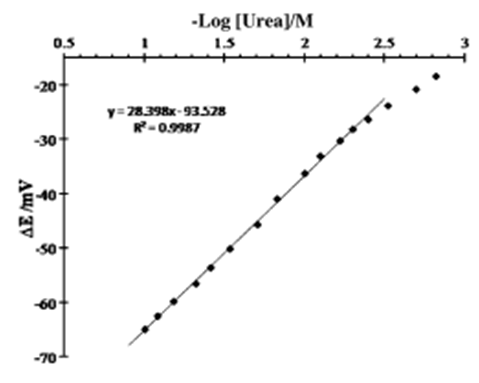 -Log [Urea]/M
0.5 1 1.5 2 2.5 3
-20
y = 28.398x - 93.528
R² = 0.9987
-30
-40
ΔE/mV
-50
-60
-70